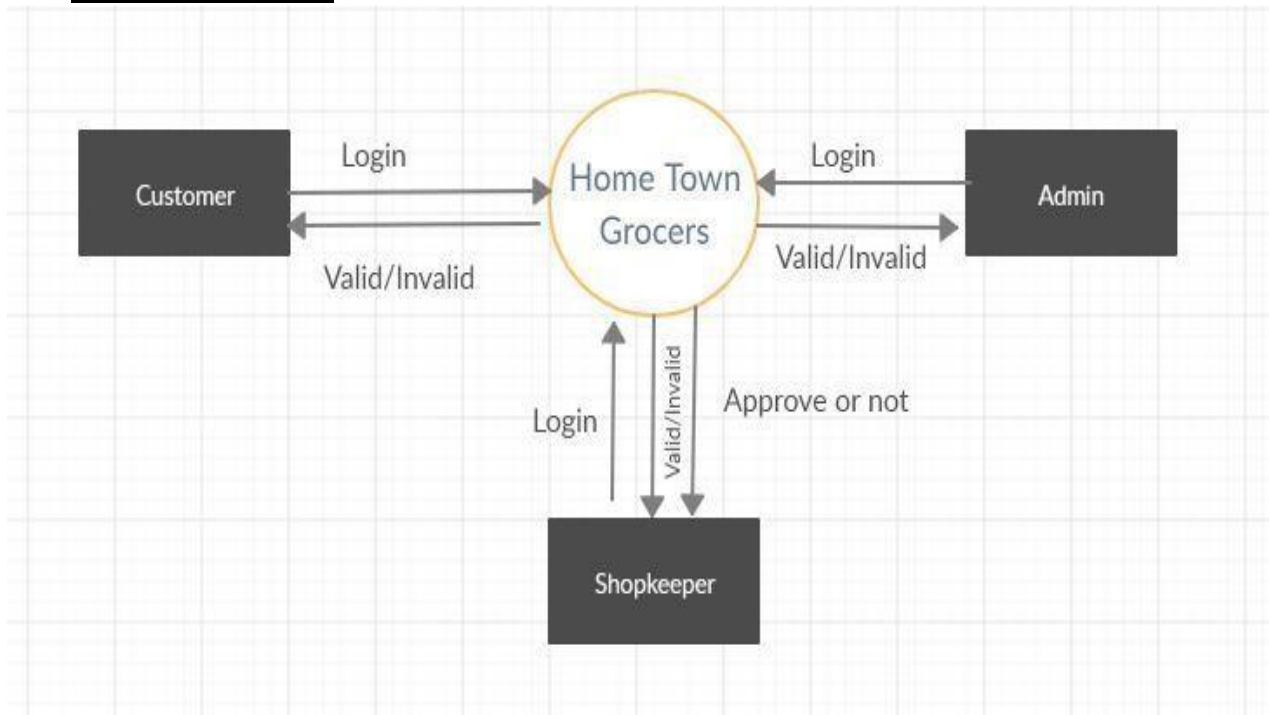 Login
Login
Customer
Home Town
Grocers
Admin
Valid/Invalid
Valid/Invalid
Login
Valid/Invalid
Approve or not
Shopkeeper